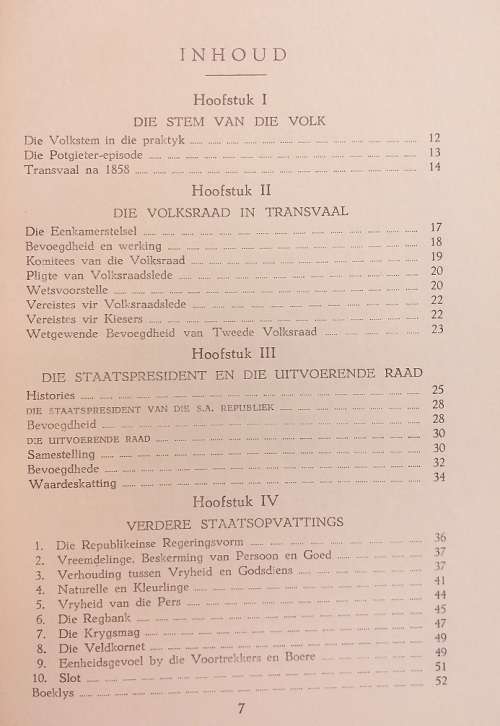 INHOUD
Hoofstuk I
DIE STEM VAN DIE VOLK
Die Volkstem in die praktyk 12
Die Potgieter-episode 13
Transvaal na 1858 14
Hoofstuk II
DIE VOLKSRAAD IN TRANSVAAL
Die Eenkamerstelsel 17
Bevoegdheid en werking 18
Komitees van die Volksraad 19
Pligte van Volksraadslede 20
Wetsvoorstelle 20
Vereistes vir Volksraadslede 22
Vereistes vir Kiesers 22
Wetgewende Bevoegdheid van Tweede Volksraad 23
Hoofstuk III
DIE STAATSPRESIDENT EN DIE UITVOERENDE RAAD
Histories 25
DIE STAATSPRESIDENT VAN DIE S.A. REPUBLIEK 28
Bevoegdheid 28
DIE UITVOERENDE RAAD 30
Samestelling 30
Bevoegdhede 32
Waardeskatting 34
Hoofstuk IV
VERDERE STAATSOPVATTINGS
1. Die Republikeinse Regeringsvorm 36
2. Vreemdelinge, Beskerming van Persoon en Goed 37
3. Verhouding tussen Vryheid en Godsdiens 37
4. Naturelle en Kleurlinge 41
5. Vryheid van die Pers 44
6. Die Regbank 45
7. Die Krygsmag 47
8. Die Veldkornet 49
9. Eenheidsgevoel by die Voortrekkers en Boere 49
10. Slot 51
Boeklys 52
7